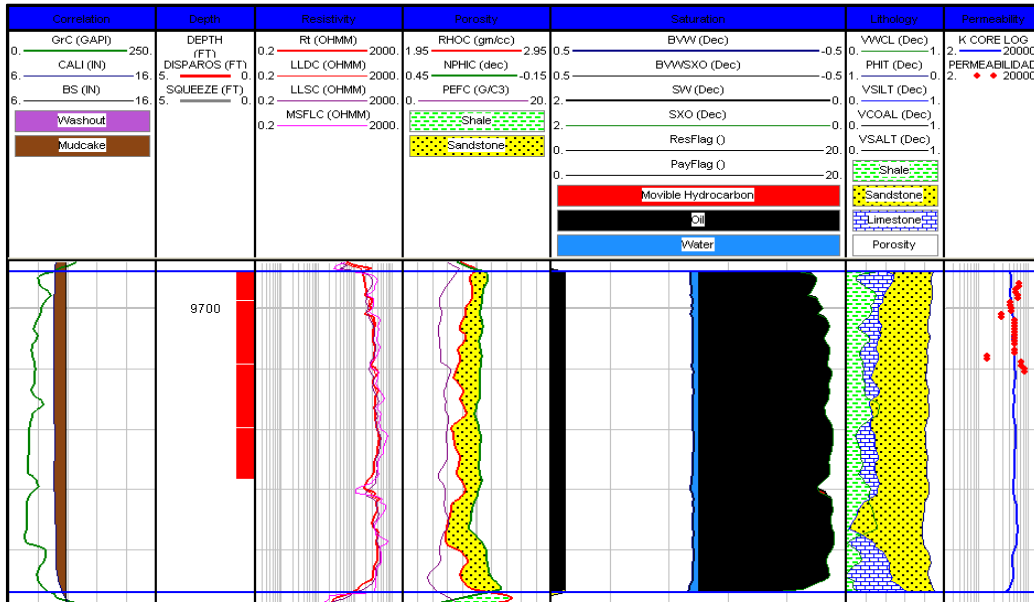 Correlation
GrC (GAPI)
0. 250.
CALI (IN)
6. 16.
BS (IN)
6. 16.
Washout
Mudcake
Depth
DEPTH
(FT)
DISPAROS (FT)
5. 0.
SQUEEZE (FT)
5. 0.
Resistivity
Rt (OHMM)
0.2 2000.
LLDC (OHMM)
0.2 2000.
LLSC (OHMM)
0.2 2000.
MSFLC (OHMM)
0.2 2000.
Porosity
RHOC (gm/cc)
1.95 2.95
NPHIC (dec)
0.45 -0.15
PEFC (G/C3)
0. 20.
Shale
Sandstone
Saturation
BVW (Dec)
0.5 -0.5
BVWSXO (Dec)
0.5 -0.5
SW (Dec)
2. 0.
SXO (Dec)
2. 0.
ResFlag ()
0. 20.
PayFlag ()
0. 20.
Movible Hydrocarbon
Oil
Water
Lithology
VWCL (Dec)
0. 1.
PHIT (Dec)
1. 0.
VSILT (Dec)
0. 1.
VCOAL (Dec)
0. 1.
VSALT (Dec)
0. 1.
Shale
Sandstone
Limestone
Porosity
Permeability
K CORE LOG
2. 20000
PERMEABILIDAD
2. 20000
9700